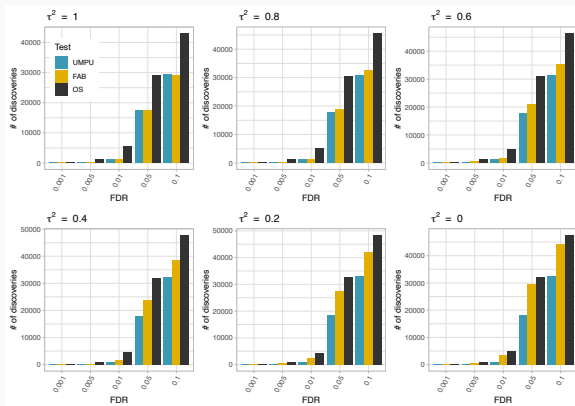 τ² = 1
# of discoveries
40000
30000
20000
10000
0
Test
UMPU
FAB
OS
0.001
0.005
0.01
0.05
0.1
FDR
τ² = 0.8
# of discoveries
40000
30000
20000
10000
0
0.001
0.005
0.01
0.05
0.1
FDR
τ² = 0.6
# of discoveries
40000
30000
20000
10000
0
0.001
0.005
0.01
0.05
0.1
FDR
τ² = 0.4
# of discoveries
50000
40000
30000
20000
10000
0
0.001
0.005
0.01
0.05
0.1
FDR
τ² = 0.2
# of discoveries
50000
40000
30000
20000
10000
0
0.001
0.005
0.01
0.05
0.1
FDR
τ² = 0
# of discoveries
40000
30000
20000
10000
0
0.001
0.005
0.01
0.05
0.1
FDR